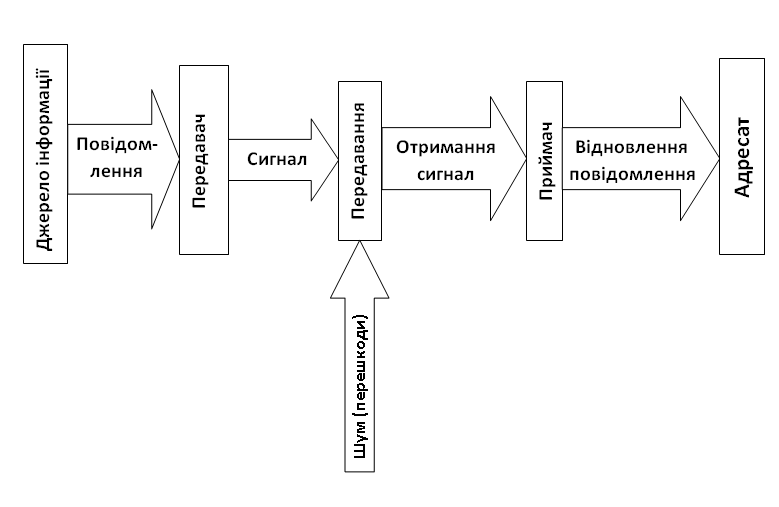 Джерело інформації
Повідом-
лення
Передавач
Сигнал
Передавання
Отримання
сигнал
Приймач
Відновлення
повідомлення
Адресат
Шум (перешкоди)